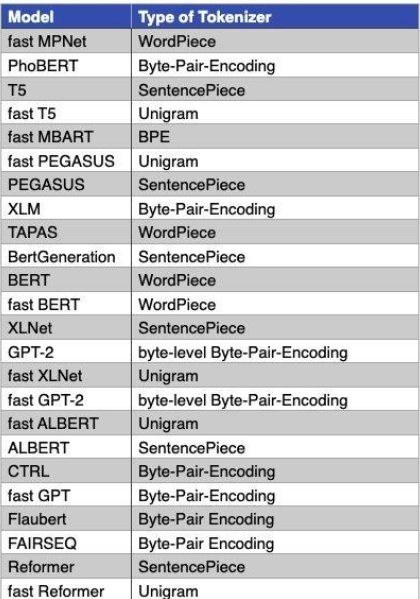 Model Type of Tokenizer
fast MPNet WordPiece
PhoBERT Byte-Pair-Encoding
T5 SentencePiece
fast T5 Unigram
fast MBART BPE
fast PEGASUS Unigram
PEGASUS SentencePiece
XLM Byte-Pair-Encoding
TAPAS WordPiece
BertGeneration SentencePiece
BERT WordPiece
fast BERT WordPiece
XLNet SentencePiece
GPT-2 byte-level Byte-Pair-Encoding
fast XLNet Unigram
fast GPT-2 byte-level Byte-Pair-Encoding
fast ALBERT Unigram
ALBERT SentencePiece
CTRL Byte-Pair-Encoding
fast GPT Byte-Pair-Encoding
Flaubert Byte-Pair Encoding
FAIRSEQ Byte-Pair Encoding
Reformer SentencePiece
fast Reformer Unigram